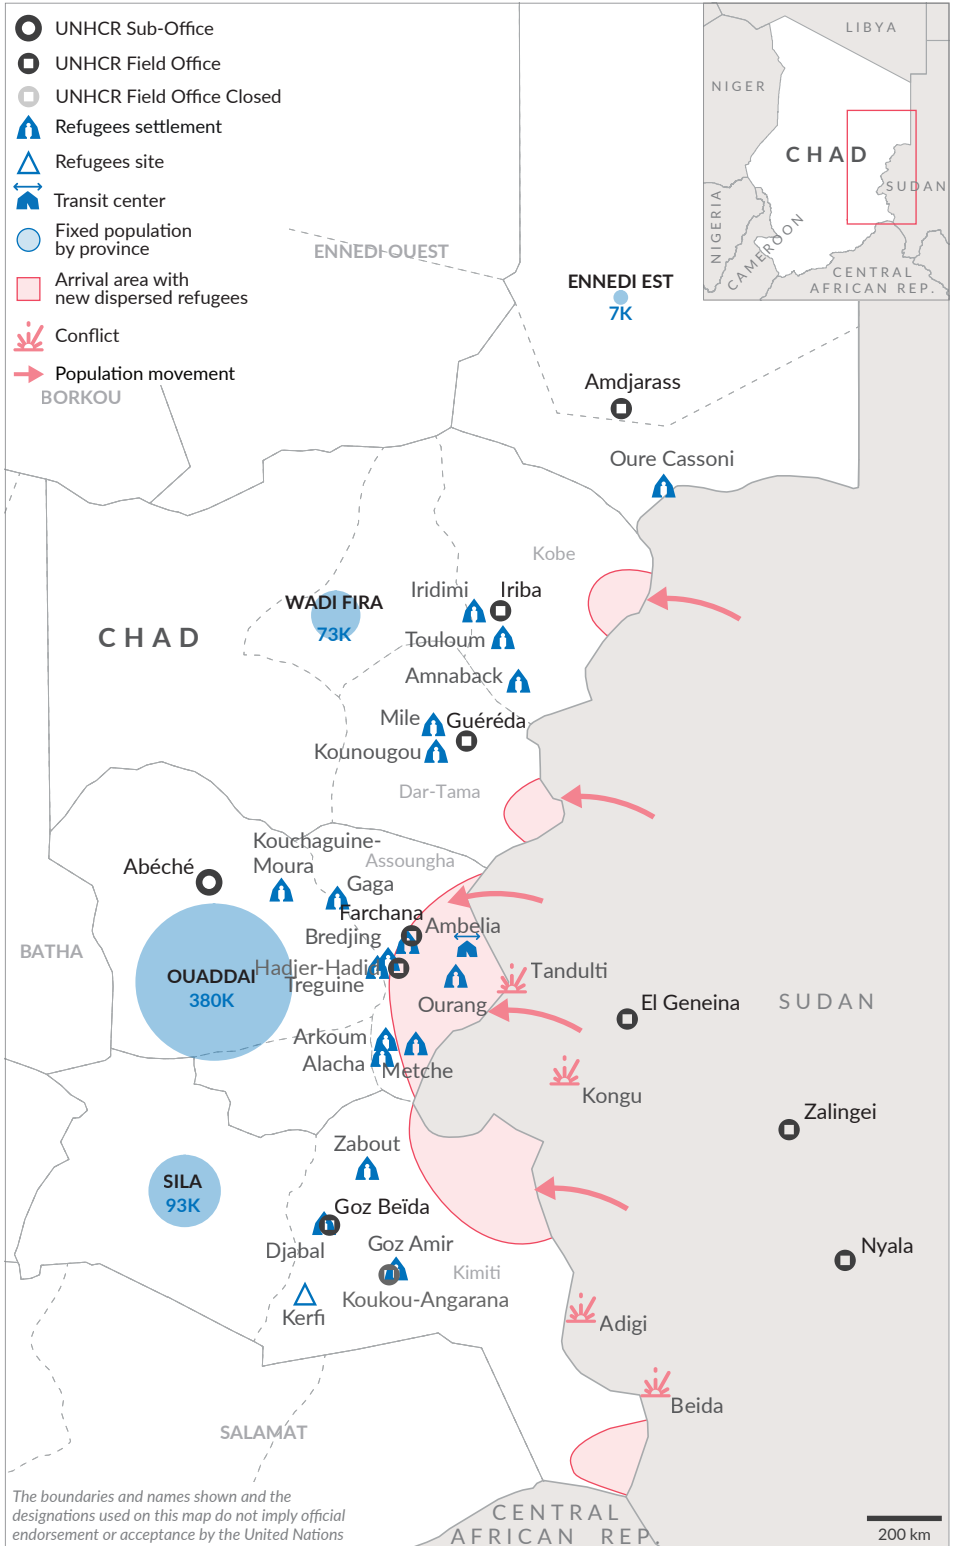 UNHCR Sub-Office
UNHCR Field Office
UNHCR Field Office Closed
Refugees settlement
Refugees site
Transit center
Fixed population
by province
Arrival area with
new dispersed refugees
Conflict
Population movement
LIBYA
NIGER
CHAD
SUDAN
NIGERIA
CAMEROON
CENTRAL
AFRICAN REP.
ENNEDI OUEST
ENNEDI EST
7K
BORKOU
Amdjarass
Oure Cassoni
Kobe
Iridimi
Iriba
WADI FIRA
73K
CHAD
Touloum
Amnaback
Mile
Guéréda
Kounougou
Dar-Tama
Kouchaguine-
Moura
Assoungha
Abéché
Gaga
Farchana
Ambelia
Bredjing
BATHA
OUADDAI
380K
Hadjer-Hadid
Treguine
Tandulti
Ourang
El Geneina
SUDAN
Arkoum
Alacha
Metche
Kongu
Zalingei
Zabout
SILA
93K
Goz Beïda
Djabal
Goz Amir
Nyala
Kimiti
Koukou-Angarana
Kerfi
Adigi
Beida
SALAMAT
The boundaries and names shown and the
designations used on this map do not imply official
endorsement or acceptance by the United Nations
CENTRAL
AFRICAN REP.
200 km